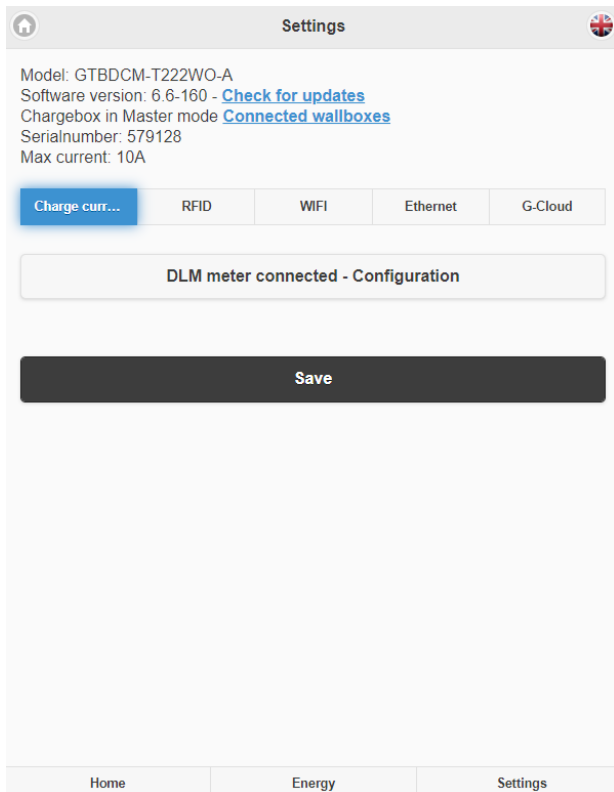 Settings
Model: GTBDCM-T222WO-A
Software version: 6.6-160 - Check for updates
Chargebox in Master mode Connected wallboxes
Serialnumber: 579128
Max current: 10A
Charge curr... RFID WIFI Ethernet G-Cloud
DLM meter connected - Configuration
Save
Home Energy Settings